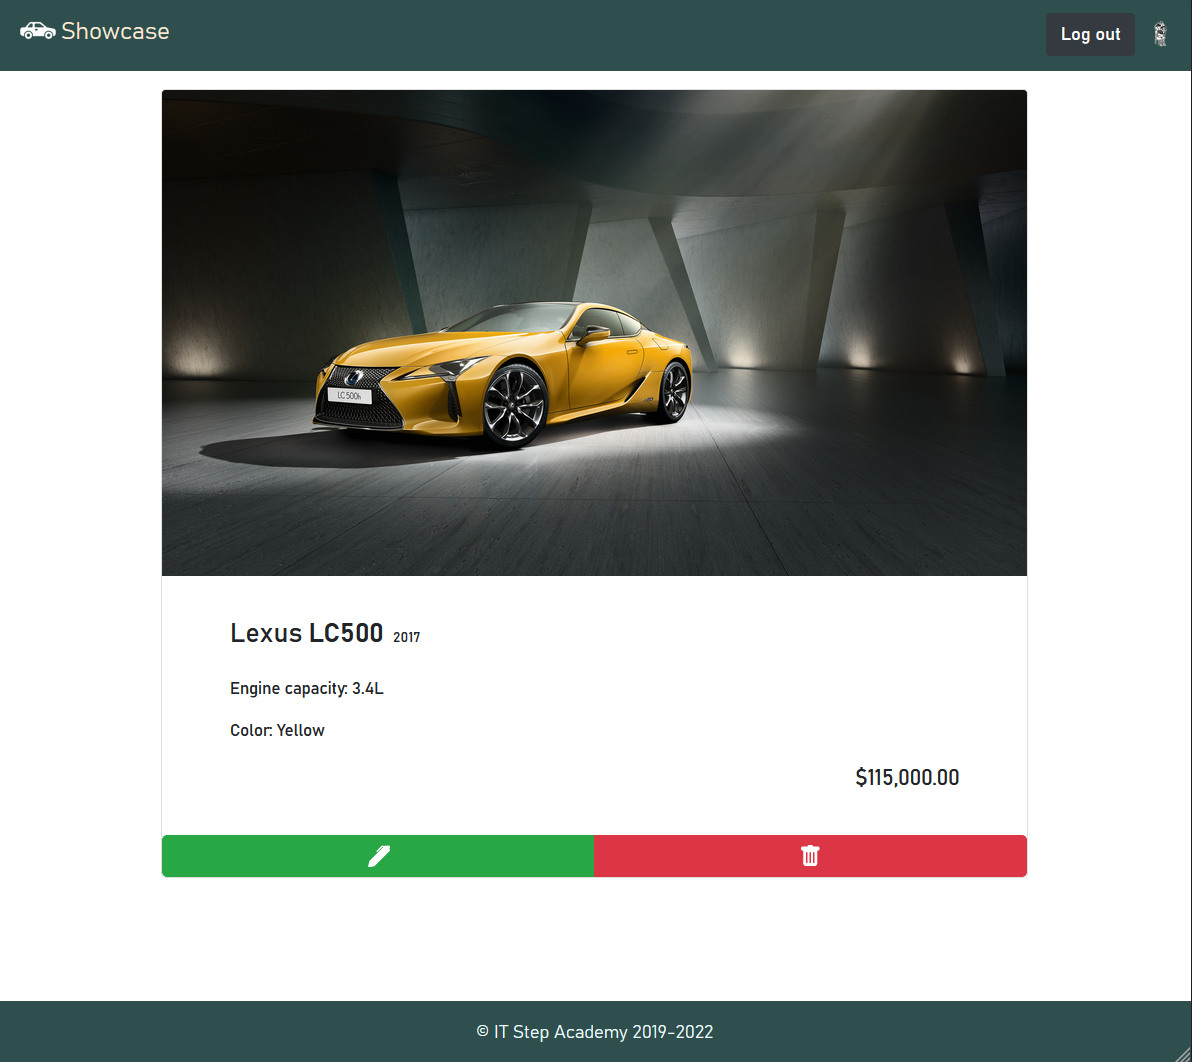 Showcase
Log out
LC 500h
Lexus LC500 2017
Engine capacity: 3.4L
Color: Yellow
$115,000.00
© IT Step Academy 2019-2022